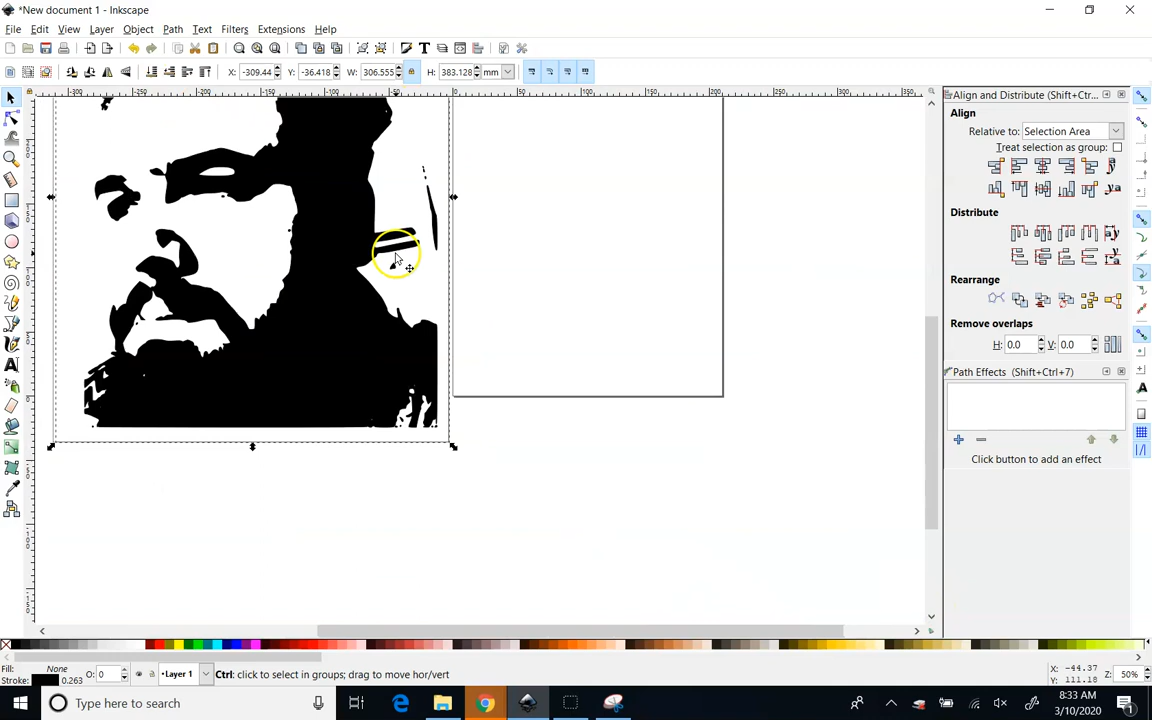 *New document 1 - Inkscape
File Edit View Layer Object Path Text Filters Extensions Help
X: -309.44 Y: -36.418 W: 306.555 H: 383.128 mm
Align and Distribute (Shift+Ctr...
Align
Relative to: Selection Area
Treat selection as group:
Distribute
Rearrange
Remove overlaps
H: 0.0 V: 0.0
Path Effects (Shift+Ctrl+7)
Click button to add an effect
Fill: None
Stroke: 0.263
O: 0
Layer 1
Ctrl: click to select in groups; drag to move hor/vert
X: -44.37
Y: 111.18
Z: 50%
Type here to search
8:33 AM
3/10/2020
1